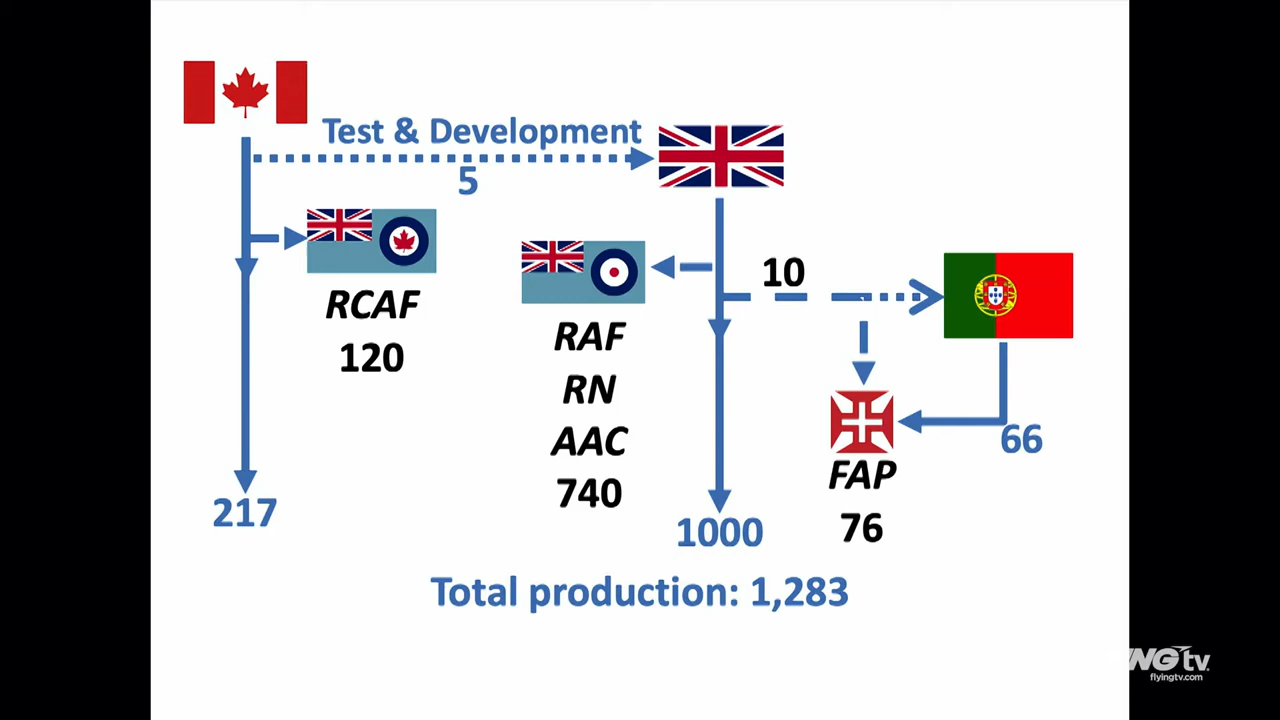 Test & Development
5
10
RCAF
120
RAF
RN
AAC
740
66
FAP
76
217
1000
Total production: 1,283
tv
flyingtv.com